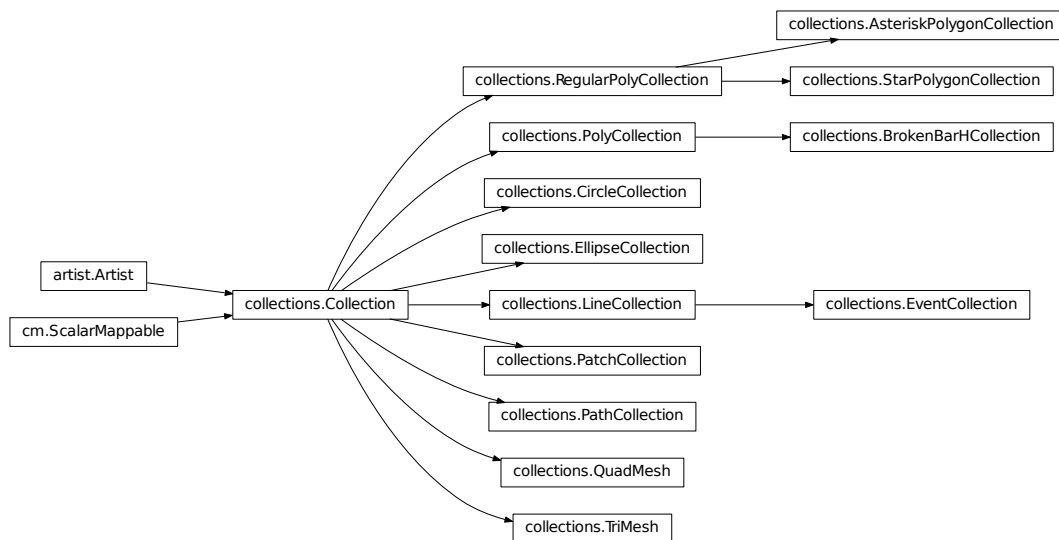 collections.AsteriskPolygonCollection
collections.RegularPolyCollection
collections.StarPolygonCollection
collections.PolyCollection
collections.BrokenBarHCollection
collections.CircleCollection
collections.EllipseCollection
artist.Artist
collections.Collection
collections.LineCollection
collections.EventCollection
cm.ScalarMappable
collections.PatchCollection
collections.PathCollection
collections.QuadMesh
collections.TriMesh